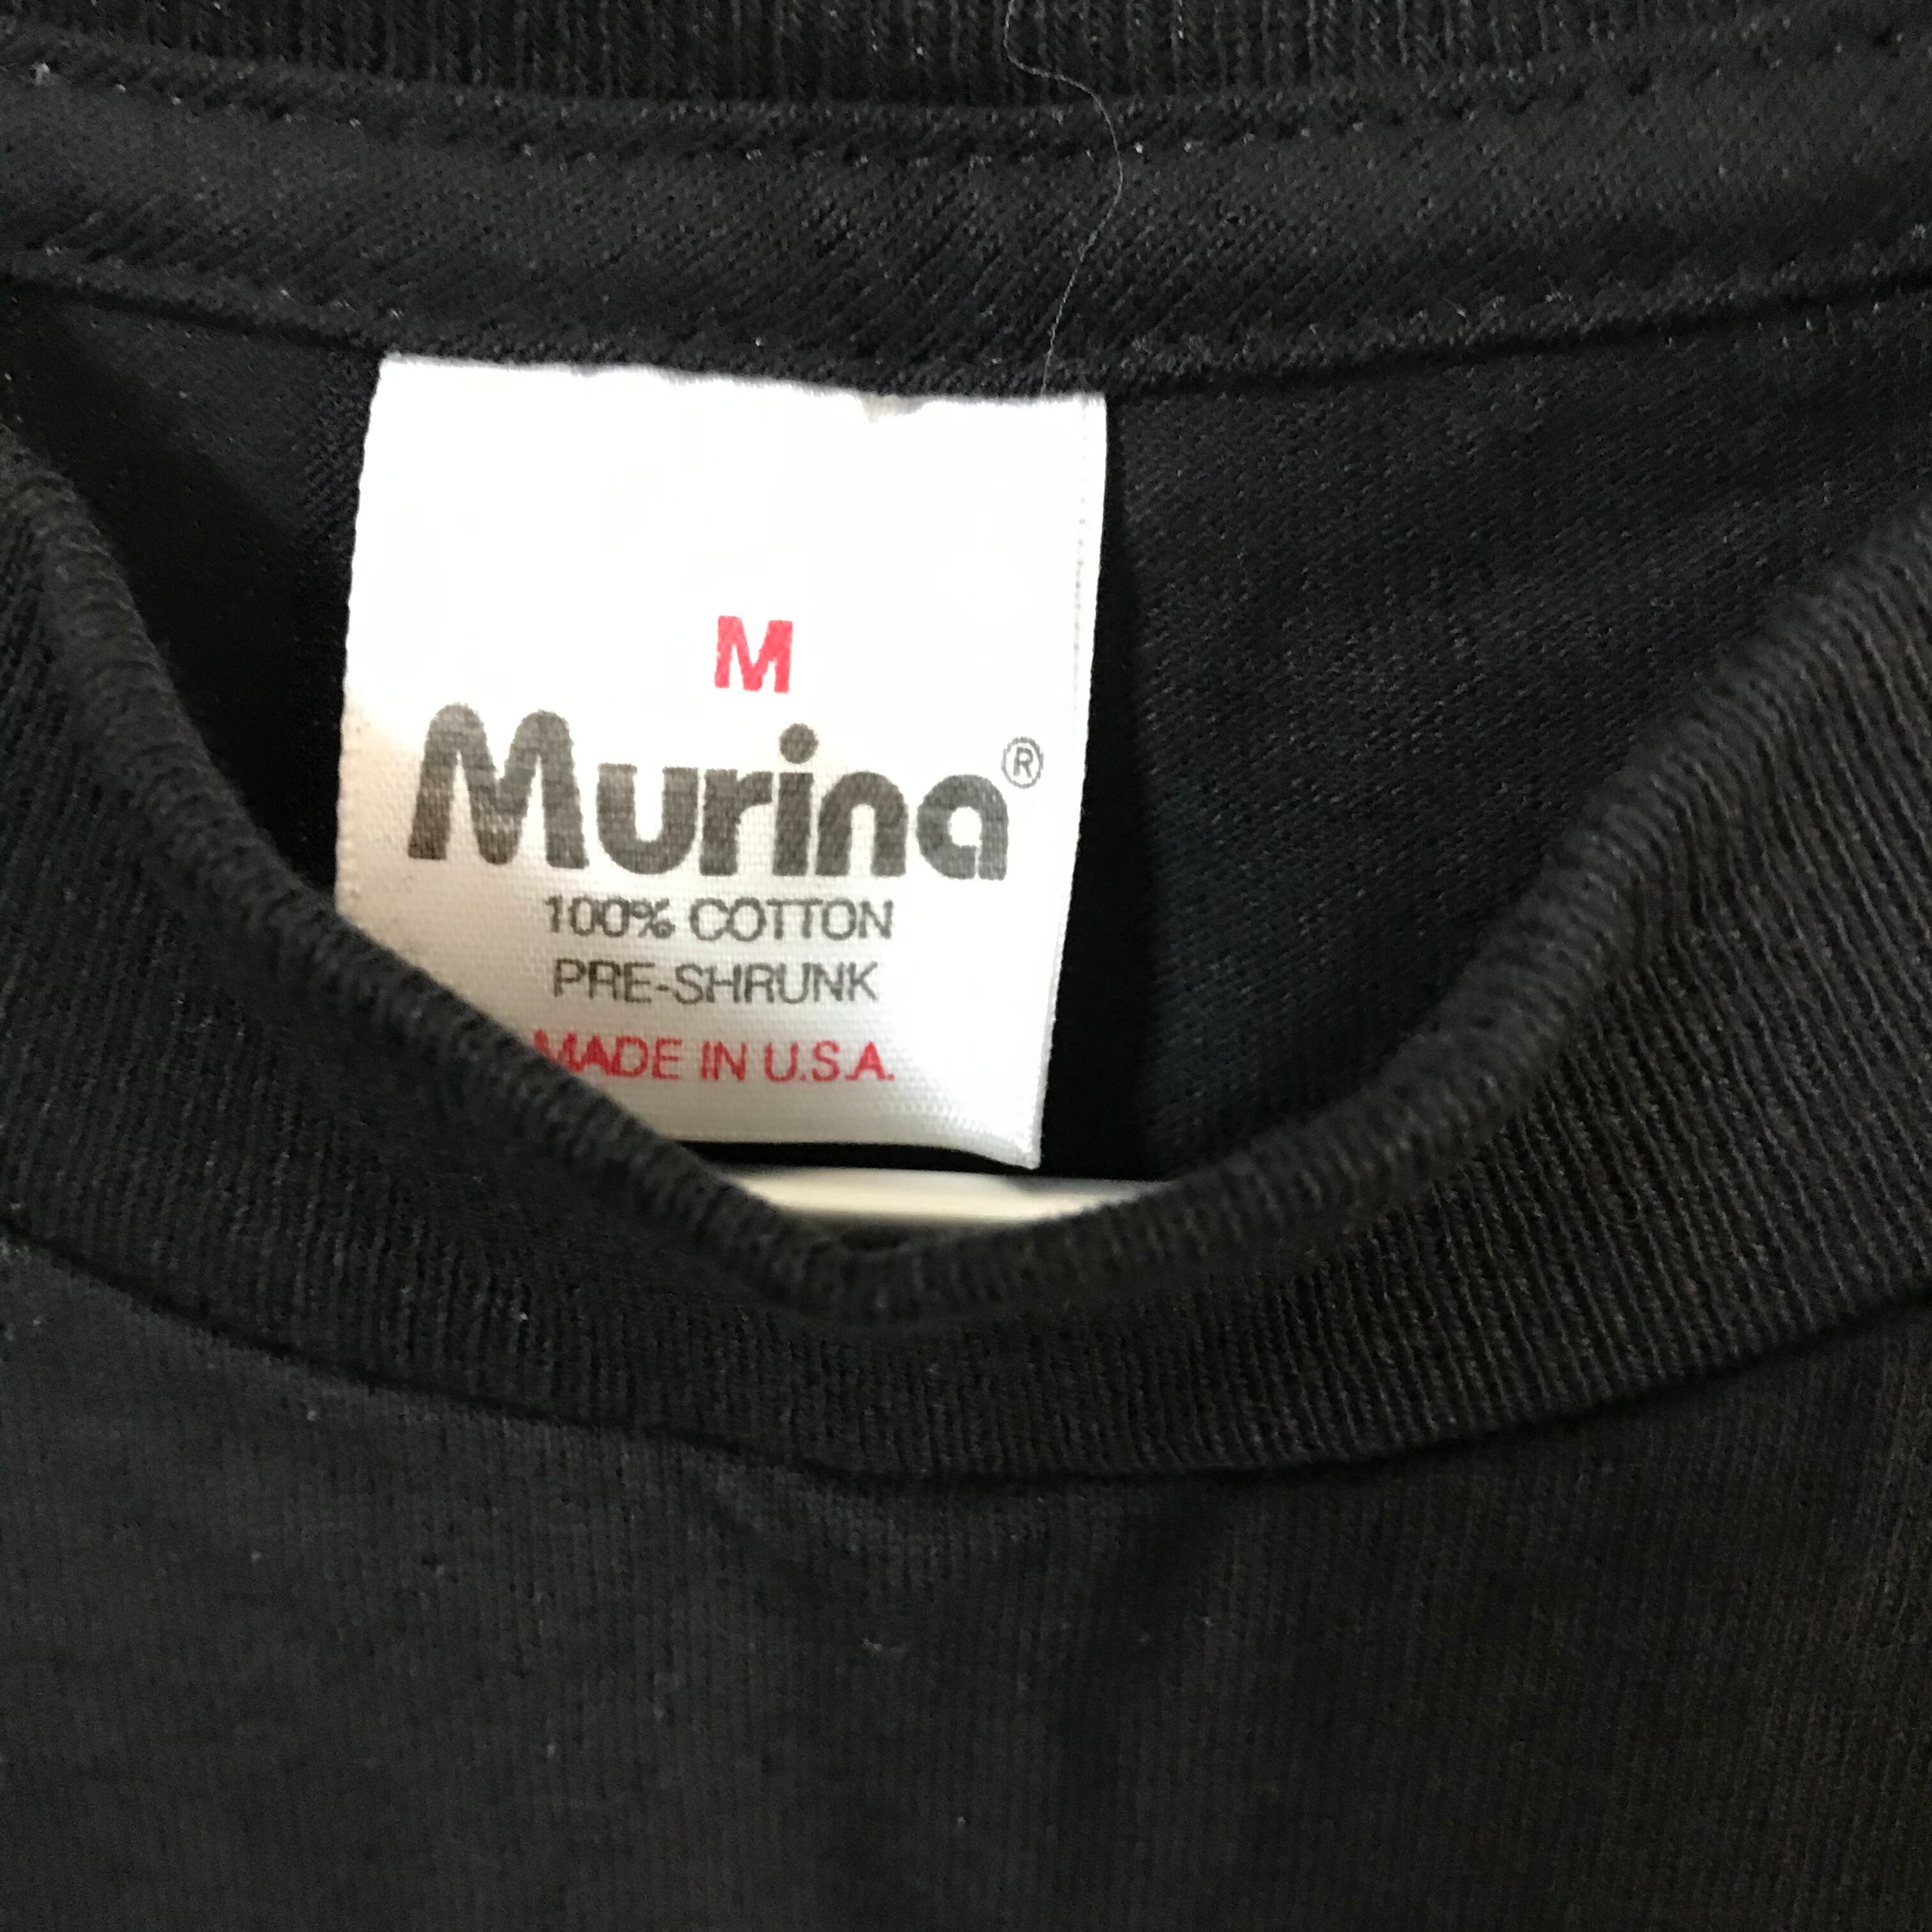 M
Murina®
100% COTTON
PRE-SHRUNK
MADE IN U.S.A.